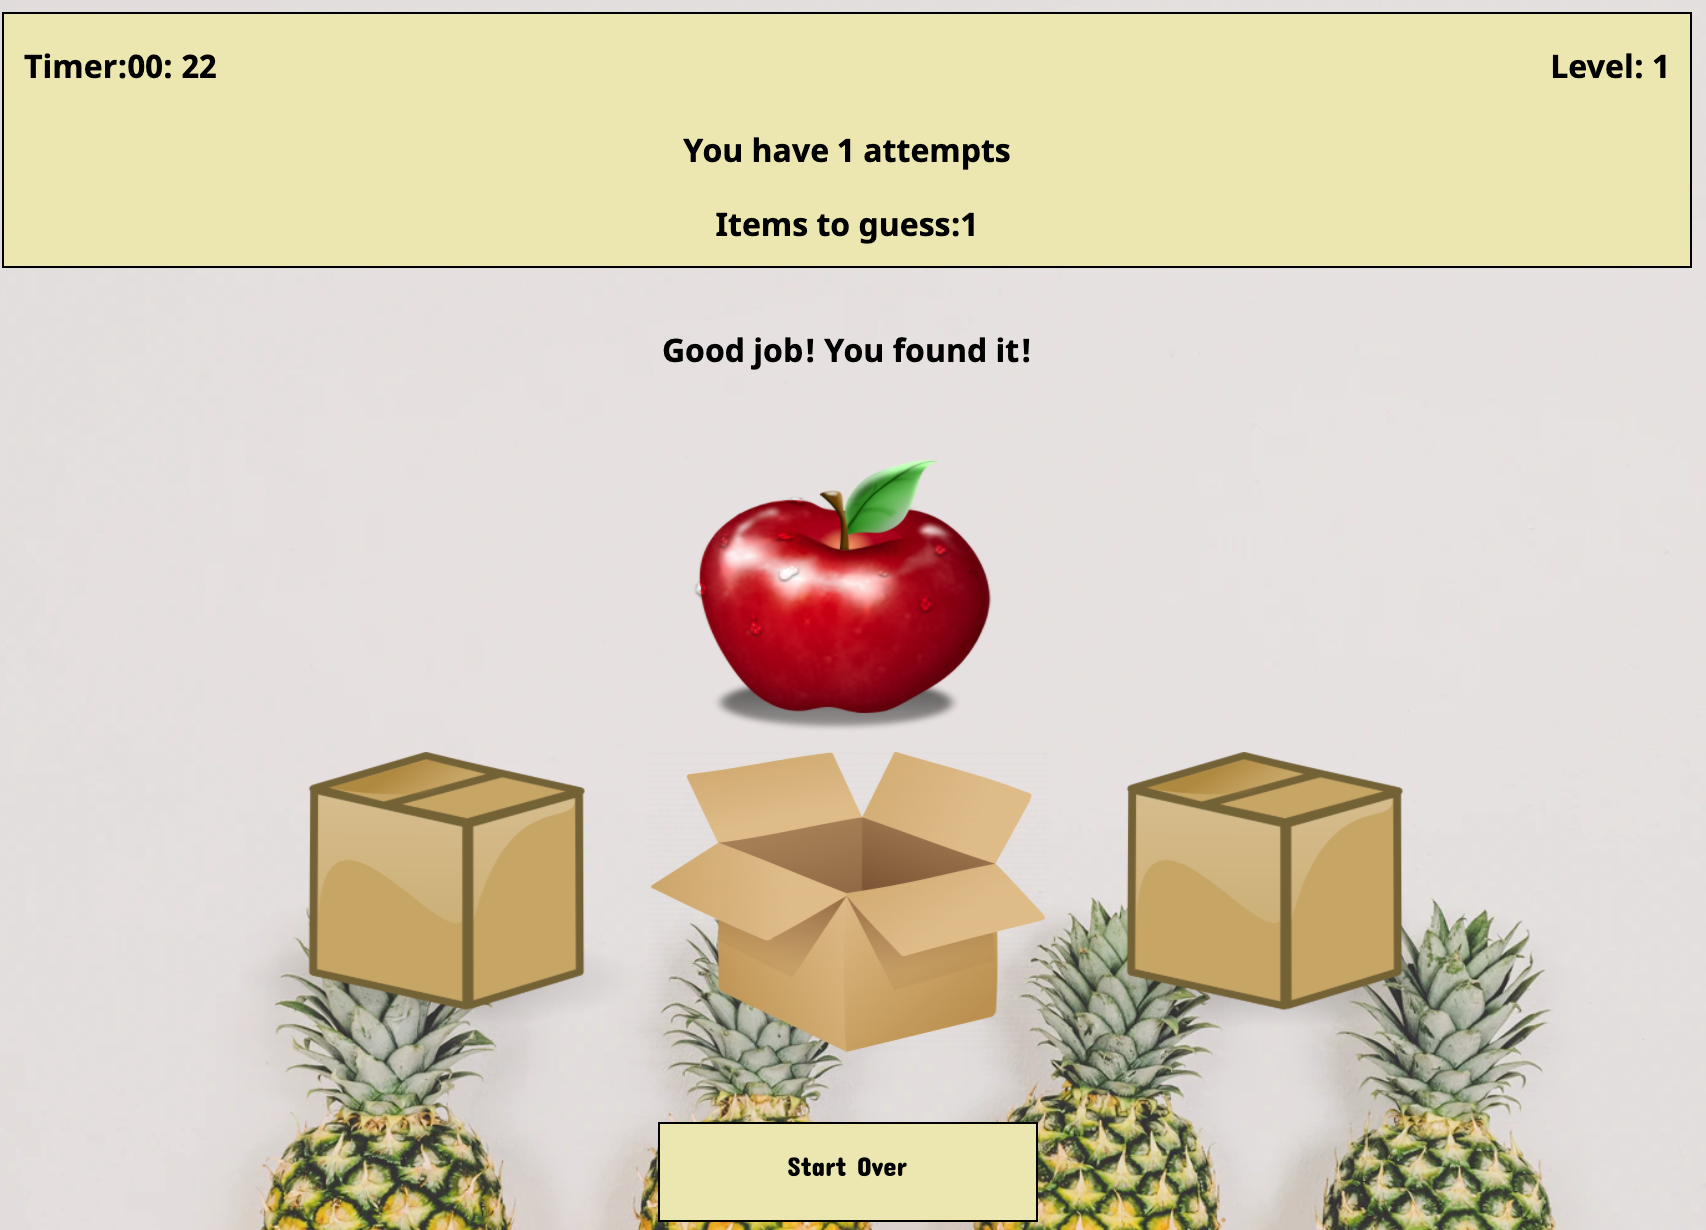 Timer:00: 22
Level: 1
You have 1 attempts
Items to guess:1
Good job! You found it!
Start Over